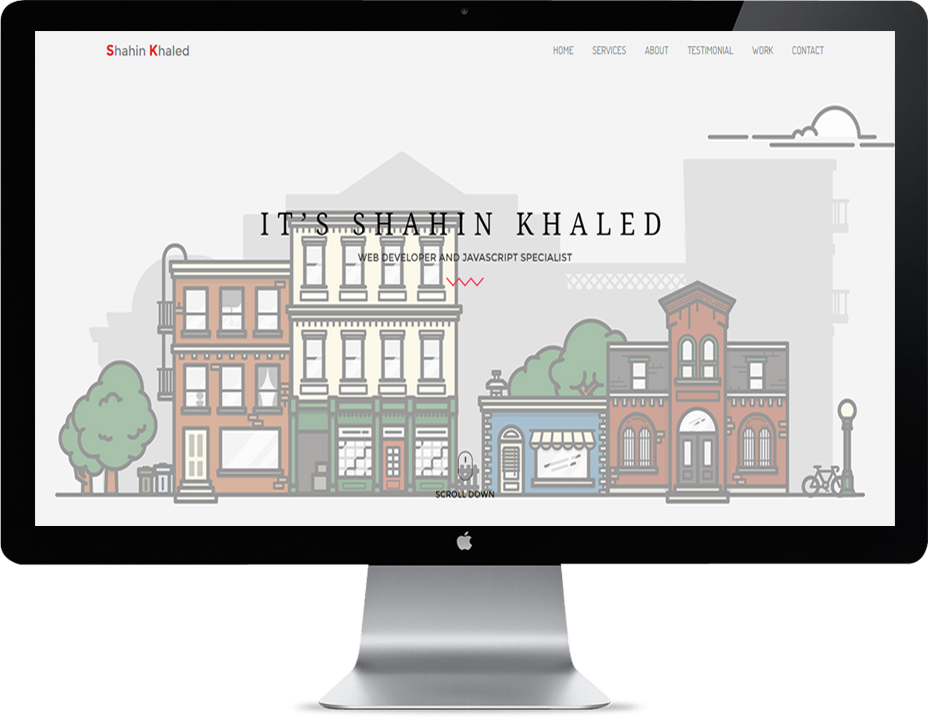 Shahin Khaled
HOME SERVICES ABOUT TESTIMONIAL WORK CONTACT
IT'S SHAHIN KHALED
WEB DEVELOPER AND JAVASCRIPT SPECIALIST
SCROLL DOWN